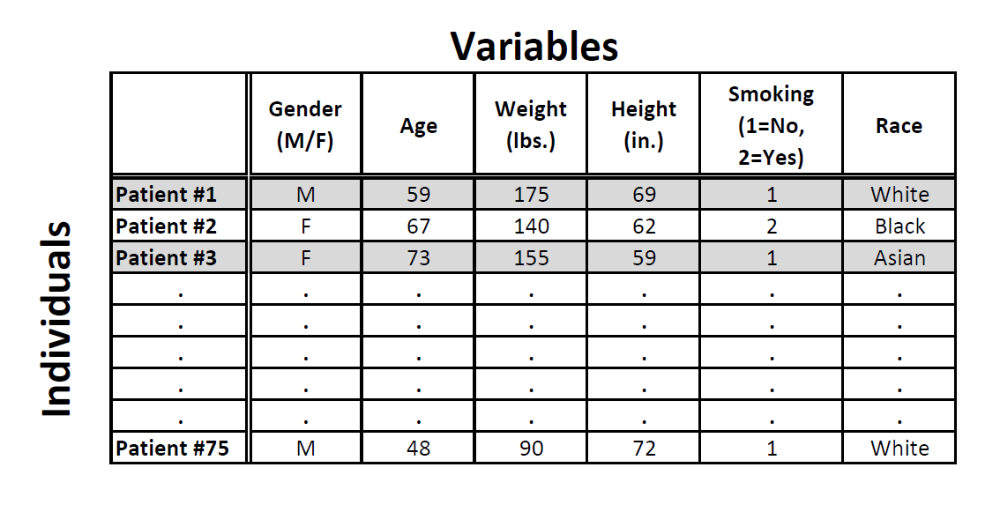 Variables
Gender (M/F) Age Weight (lbs.) Height (in.) Smoking (1=No, 2=Yes) Race
Individuals
Patient #1 M 59 175 69 1 White
Patient #2 F 67 140 62 2 Black
Patient #3 F 73 155 59 1 Asian
. . . . . . .
. . . . . . .
. . . . . . .
. . . . . . .
. . . . . . .
Patient #75 M 48 90 72 1 White